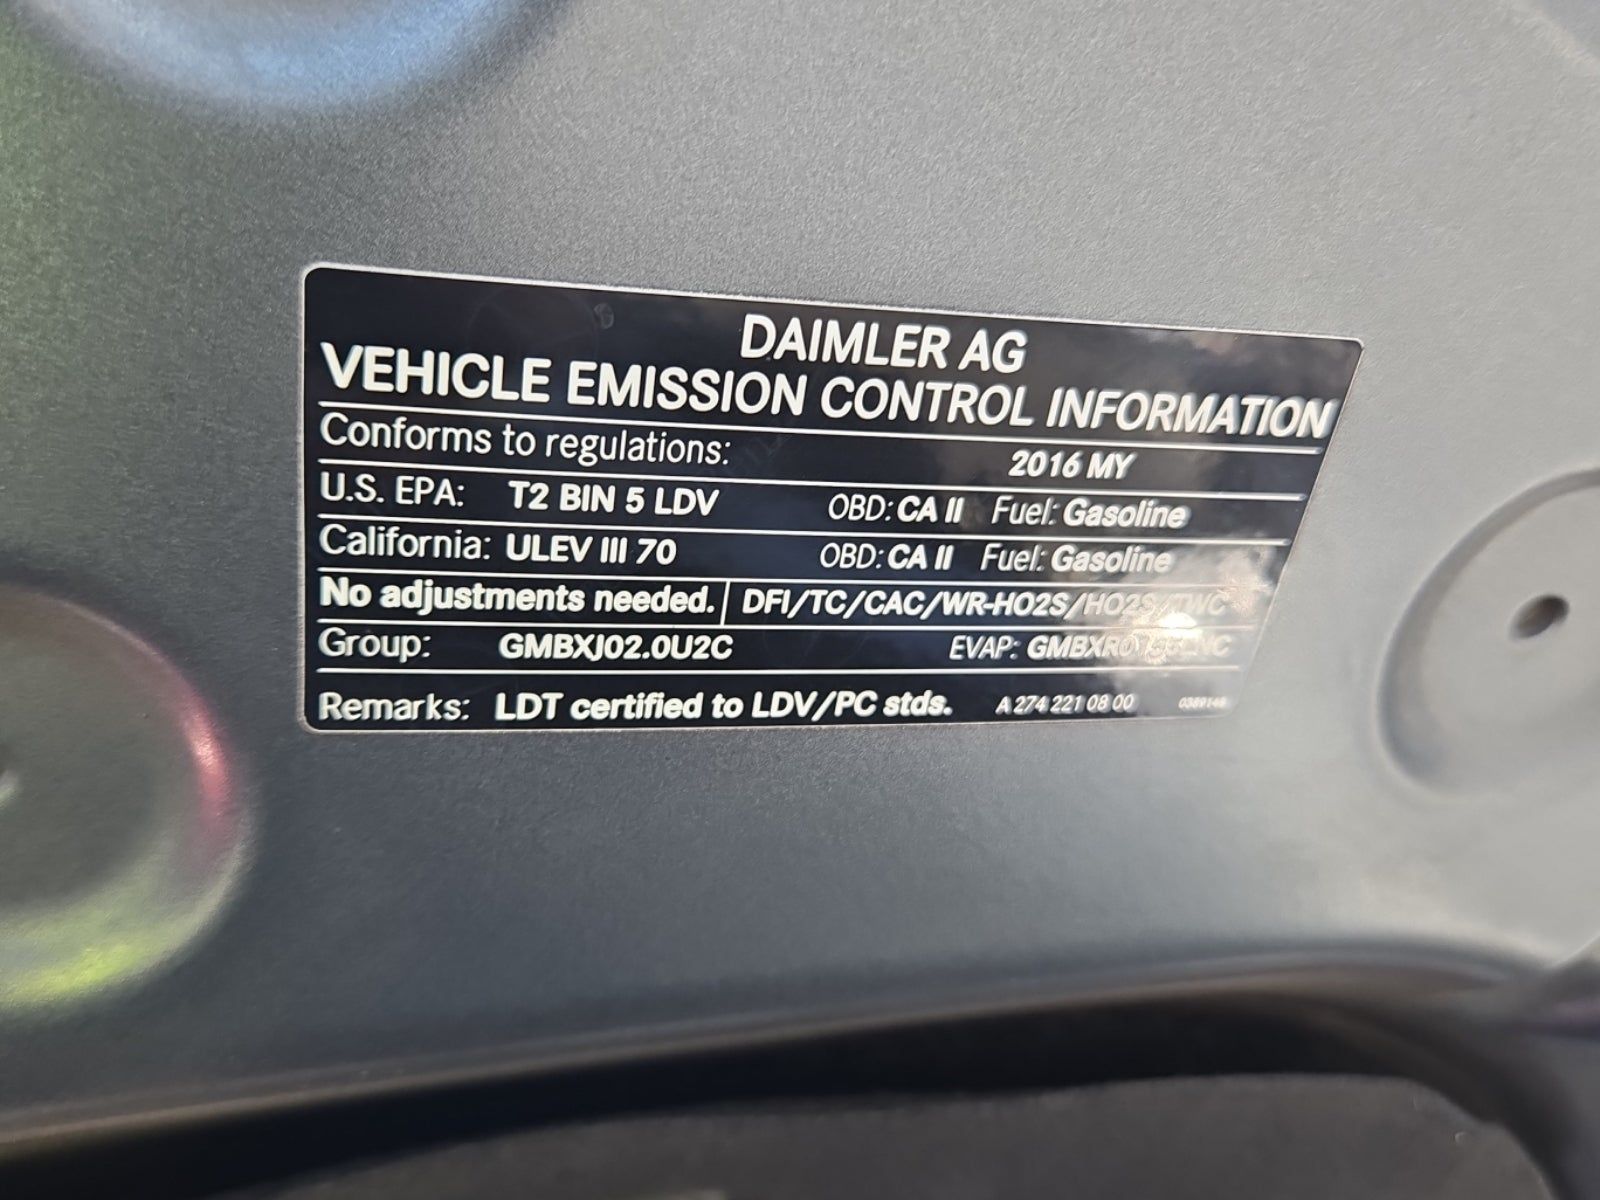 DAIMLER AG
VEHICLE EMISSION CONTROL INFORMATION
Conforms to regulations: 2016 MY
U.S. EPA: T2 BIN 5 LDV OBD: CA II Fuel: Gasoline
California: ULEV III 70 OBD: CA II Fuel: Gasoline
No adjustments needed. DFI/TC/CAC/WR-HO2S/HO2S/TWC
Group: GMBXJ02.0U2C EVAP:
Remarks: LDT certified to LDV/PC stds. A 274 221 08 00